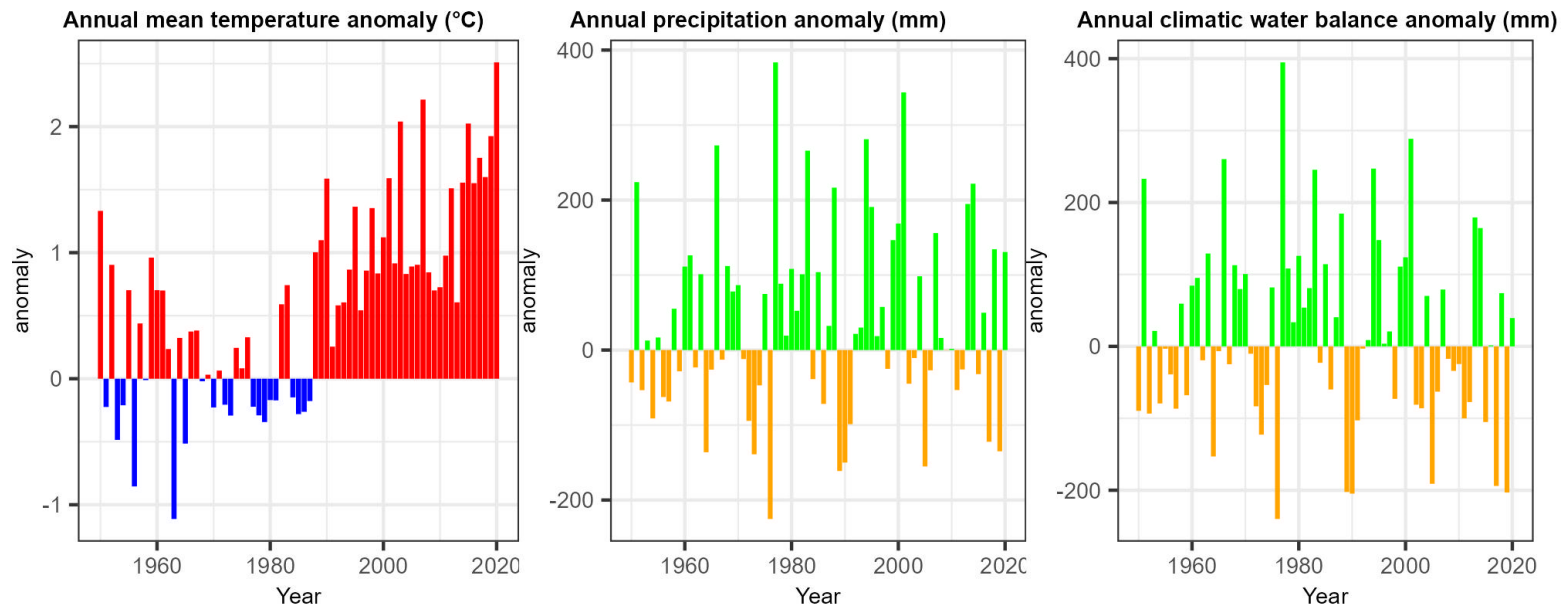 Annual mean temperature anomaly (°C)
anomaly
2
1
0
-1
1960 1980 2000 2020
Year
Annual precipitation anomaly (mm)
anomaly
400
200
0
-200
1960 1980 2000 2020
Year
Annual climatic water balance anomaly (mm)
anomaly
400
200
0
-200
1960 1980 2000 2020
Year